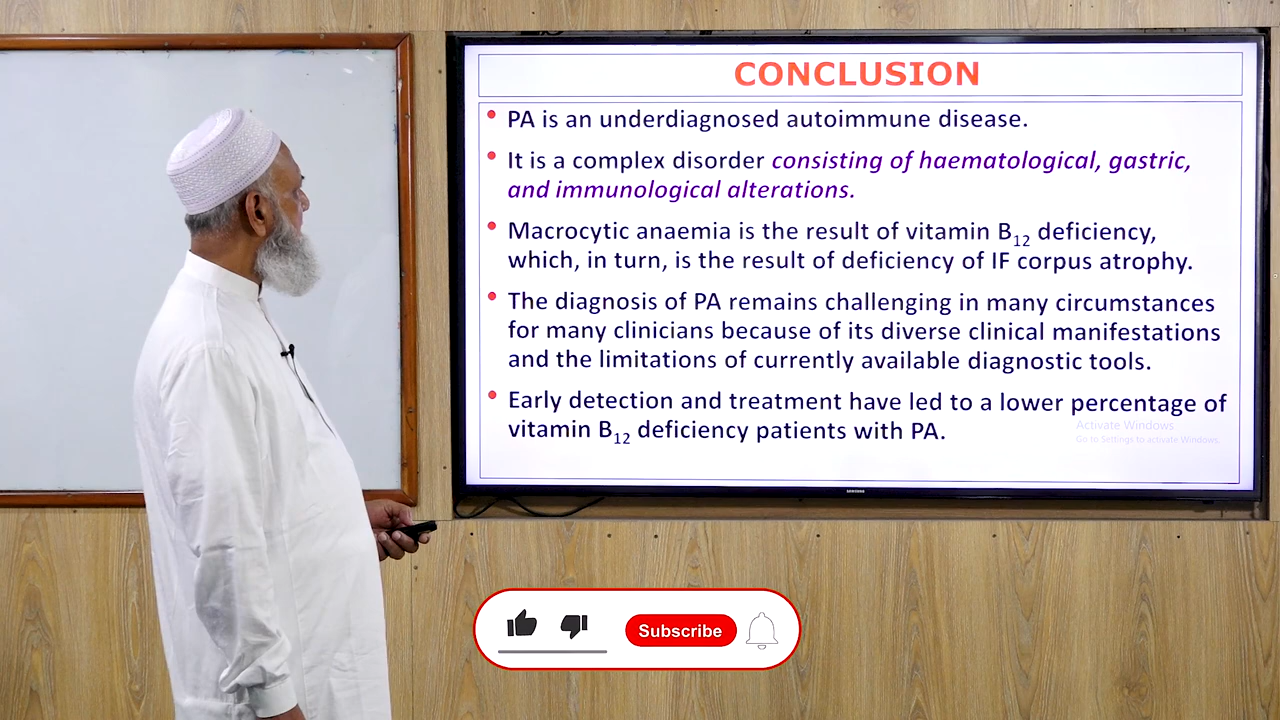 CONCLUSION
• PA is an underdiagnosed autoimmune disease.
• It is a complex disorder consisting of haematological, gastric,
and immunological alterations.
• Macrocytic anaemia is the result of vitamin B₁₂ deficiency,
which, in turn, is the result of deficiency of IF corpus atrophy.
• The diagnosis of PA remains challenging in many circumstances
for many clinicians because of its diverse clinical manifestations
and the limitations of currently available diagnostic tools.
• Early detection and treatment have led to a lower percentage of
vitamin B₁₂ deficiency patients with PA.
Activate Windows
Go to Settings to activate Windows.
SAMSUNG
Subscribe